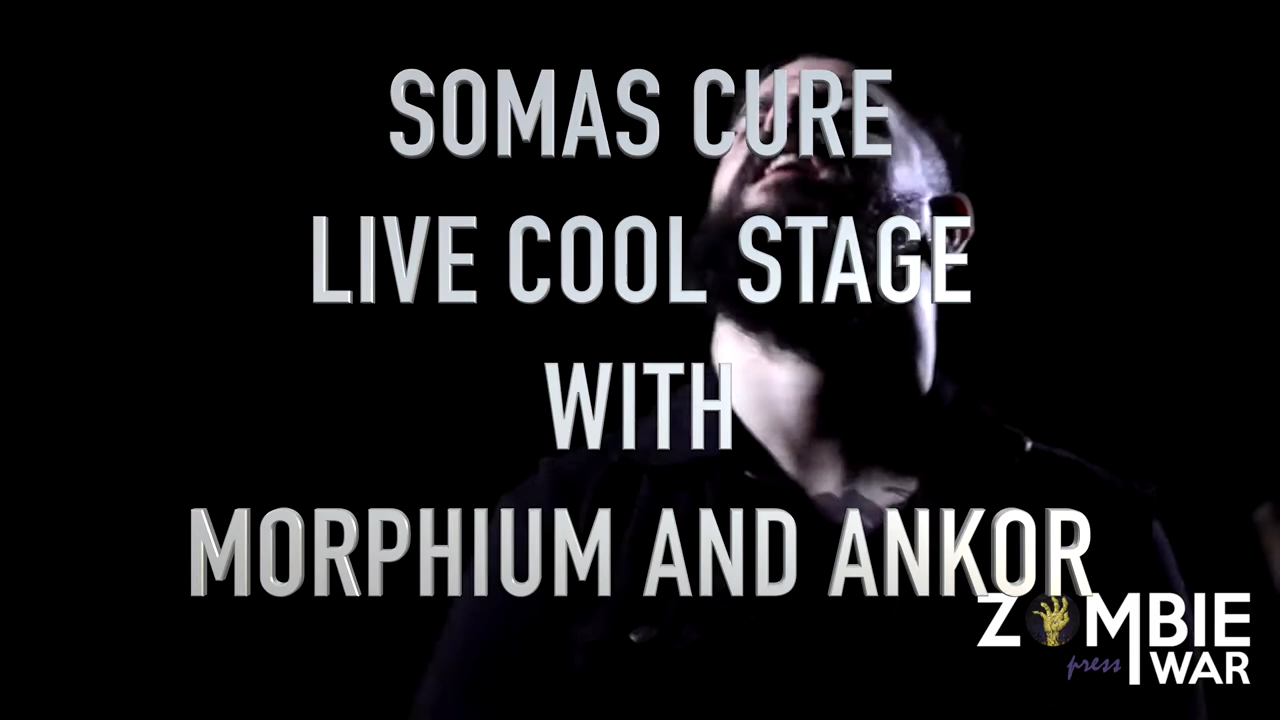 SOMAS CURE
LIVE COOL STAGE
WITH
MORPHIUM AND ANKOR
ZOMBIE
press WAR